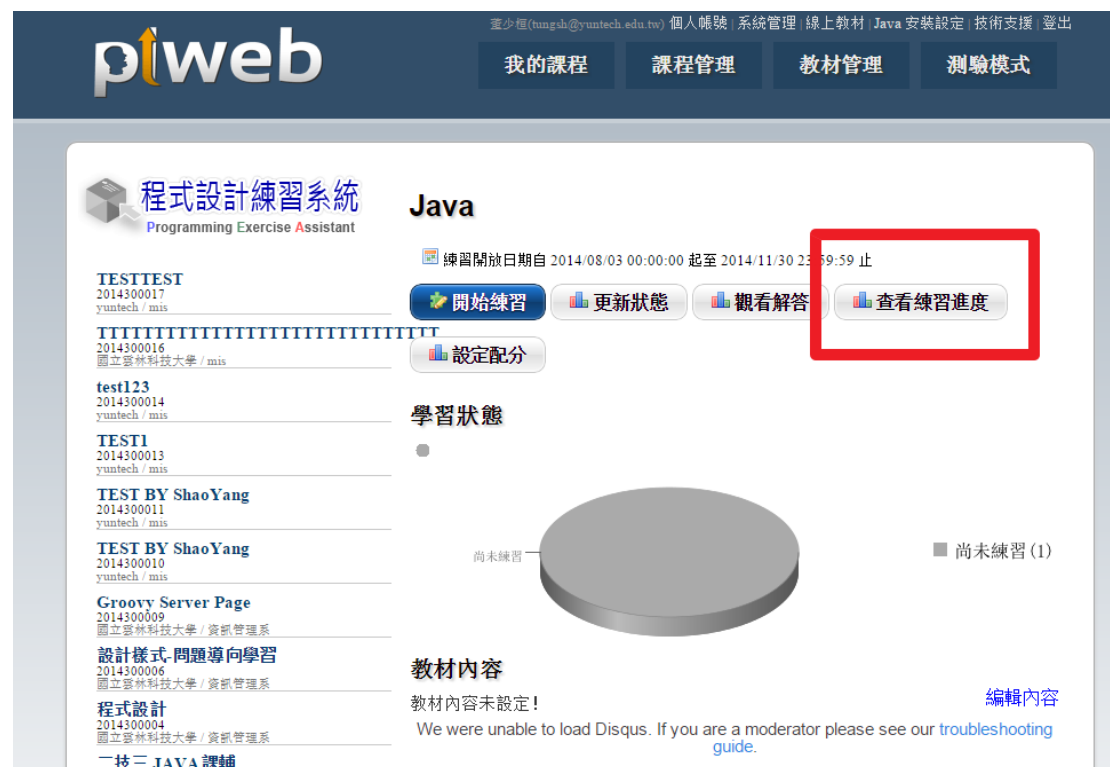 piweb
董少桓(tungsh@yuntech.edu.tw) 個人帳號 | 系統管理 | 線上教材 | Java 安裝設定 | 技術支援 | 登出
我的課程 課程管理 教材管理 測驗模式
程式設計練習系統
Programming Exercise Assistant
TESTTEST
2014300017
yuntech / mis
TTTTTTTTTTTTTTTTTTTTTTTTTTTTTT
2014300016
國立雲林科技大學 / mis
test123
2014300014
yuntech / mis
TEST1
2014300013
yuntech / mis
TEST BY ShaoYang
2014300011
yuntech / mis
TEST BY ShaoYang
2014300010
yuntech / mis
Groovy Server Page
2014300009
國立雲林科技大學 / 資訊管理系
設計樣式-問題導向學習
2014300006
國立雲林科技大學 / 資訊管理系
程式設計
2014300004
國立雲林科技大學 / 資訊管理系
二技三 JAVA 課輔
Java
練習開放日期自 2014/08/03 00:00:00 起至 2014/11/30 23:59:59 止
開始練習 更新狀態 觀看解答 查看練習進度
設定配分
學習狀態
尚未練習
尚未練習(1)
教材內容
教材內容未設定!
編輯內容
We were unable to load Disqus. If you are a moderator please see our troubleshooting
guide.